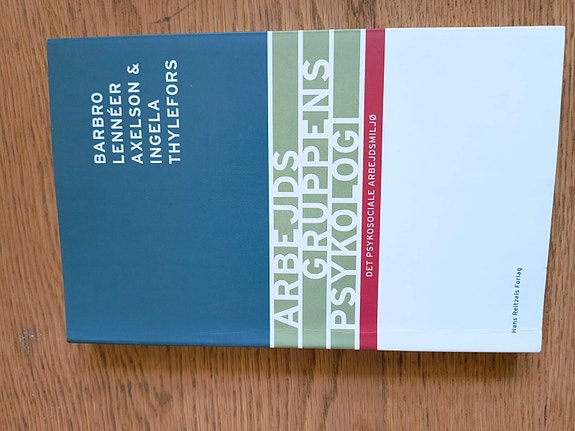 BARBRO
LENNÉER
AXELSON &
INGELA
THYLEFORS
ARBEJDS
GRUPPENS
PSYKOLOGI
DET PSYKOSOCIALE ARBEJDSMILJØ
Hans Reitzels Forlag